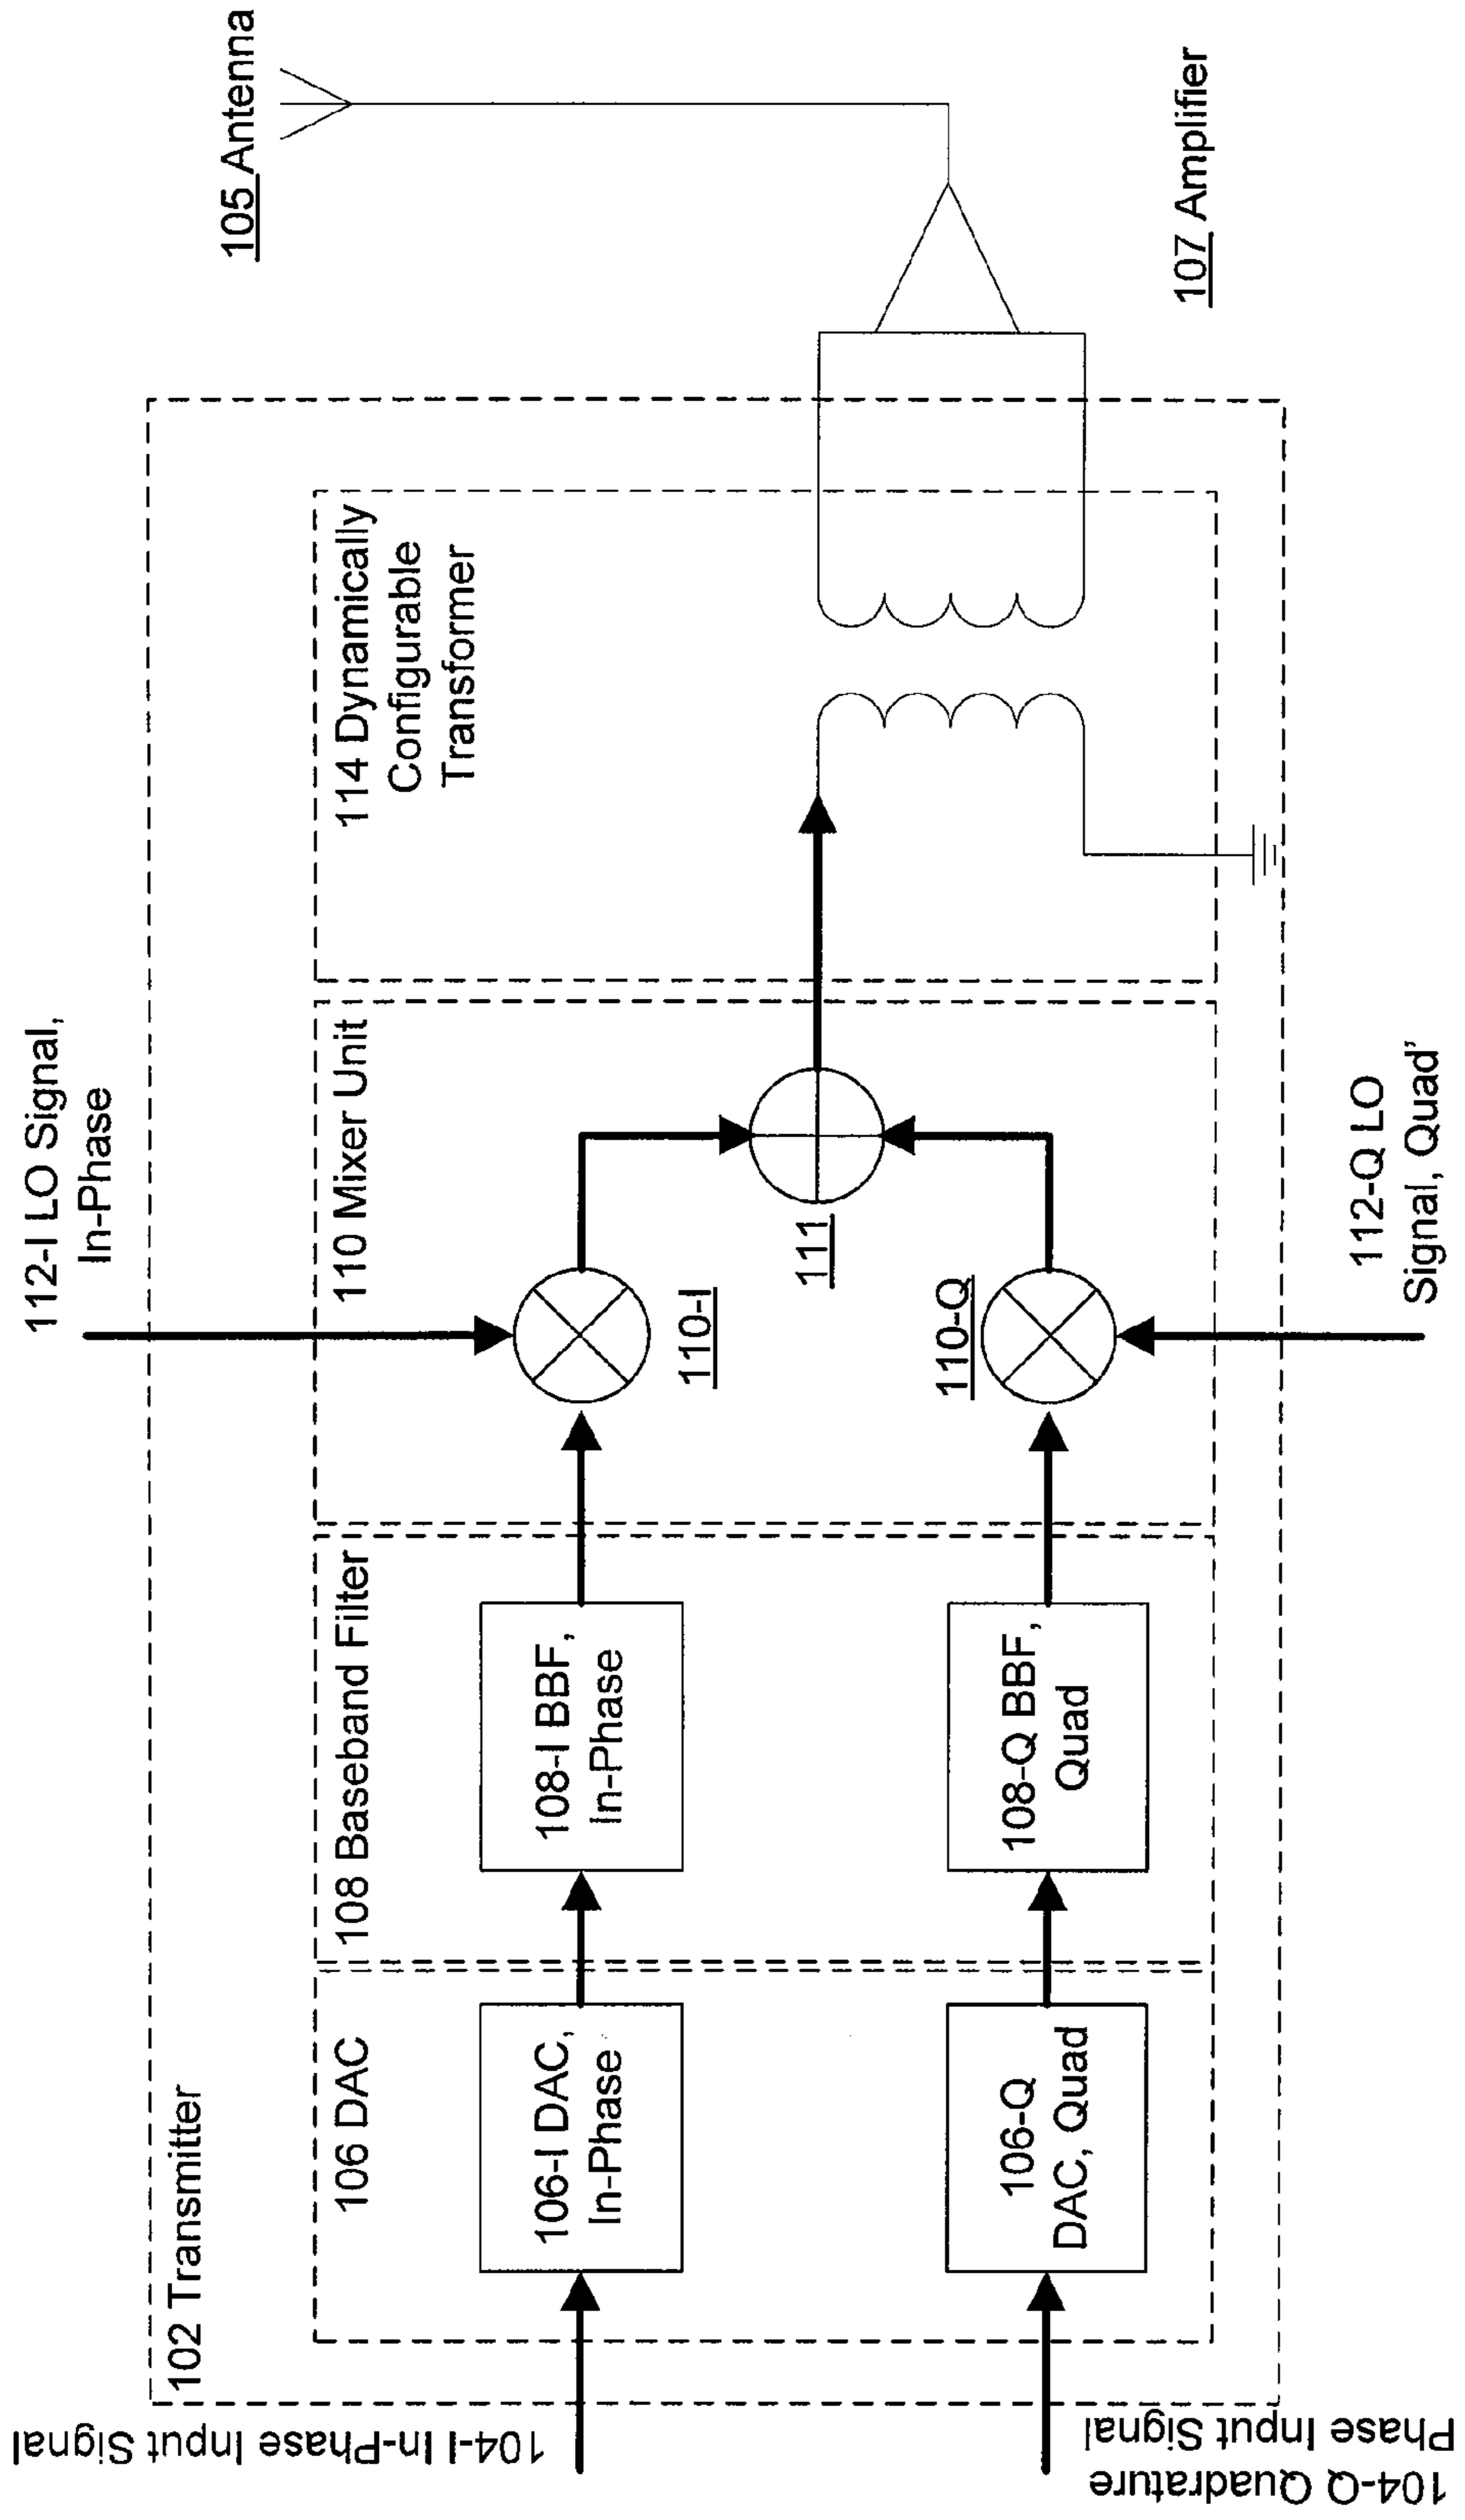 102 Transmitter
104-I In-Phase Input Signal
104-Q Quadrature
Phase Input Signal
106 DAC
106-I DAC,
In-Phase
106-Q
DAC, Quad
108 Baseband Filter
108-I BBF,
In-Phase
108-Q BBF,
Quad
112-I LO Signal,
In-Phase
110 Mixer Unit
110-I
110-Q
111
112-Q LO
Signal, Quad'
114 Dynamically
Configurable
Transformer
105 Antenna
107 Amplifier